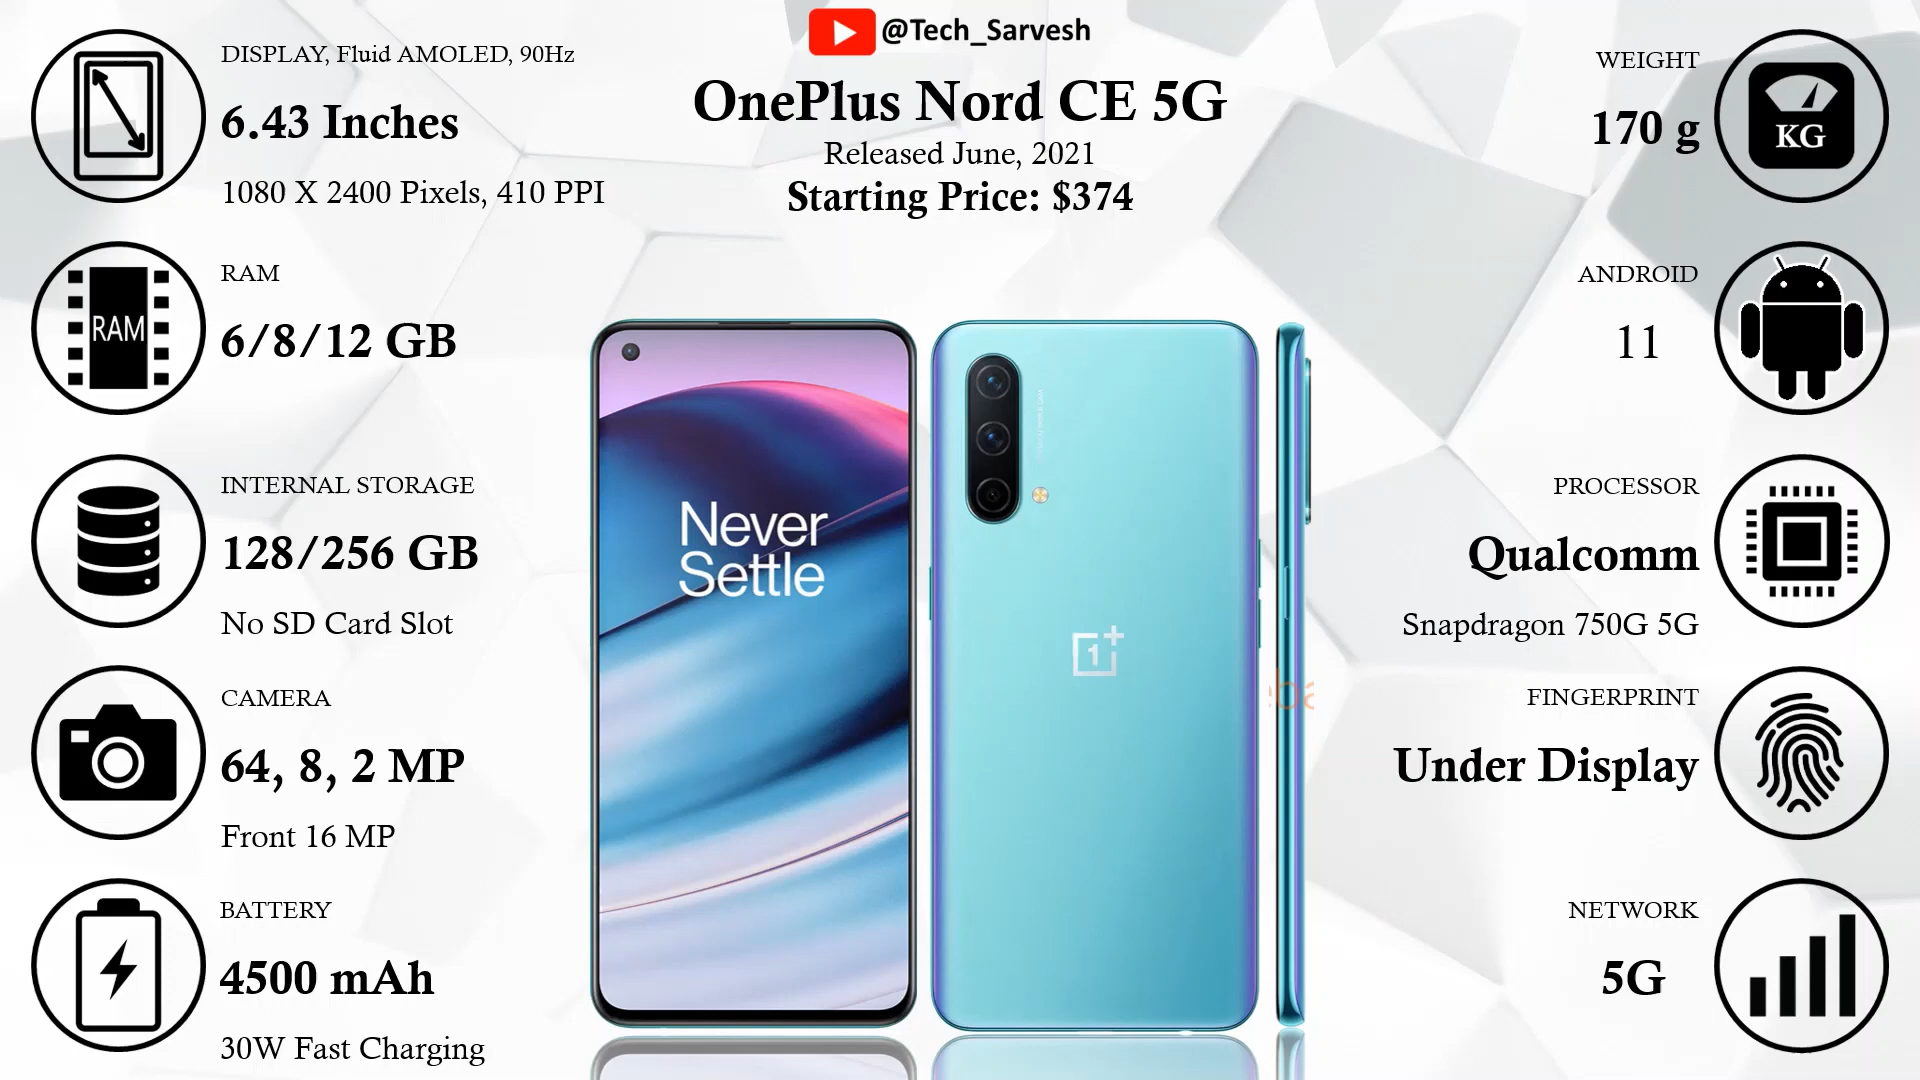 @Tech_Sarvesh
OnePlus Nord CE 5G
Released June, 2021
Starting Price: $374
DISPLAY, Fluid AMOLED, 90Hz
6.43 Inches
1080 X 2400 Pixels, 410 PPI
RAM
RAM
6/8/12 GB
INTERNAL STORAGE
128/256 GB
No SD Card Slot
CAMERA
64, 8, 2 MP
Front 16 MP
BATTERY
4500 mAh
30W Fast Charging
Never
Settle
1+
WEIGHT
170 g
KG
ANDROID
11
PROCESSOR
Qualcomm
Snapdragon 750G 5G
FINGERPRINT
Under Display
NETWORK
5G